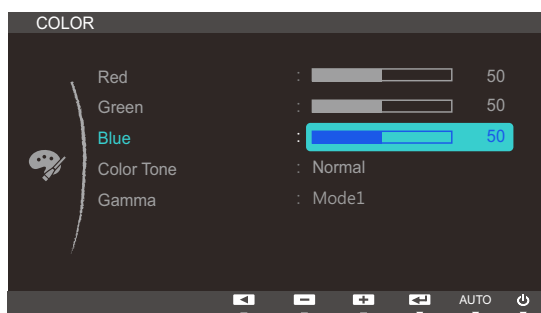 COLOR
Red : 50
Green : 50
Blue : 50
Color Tone : Normal
Gamma : Mode1
AUTO